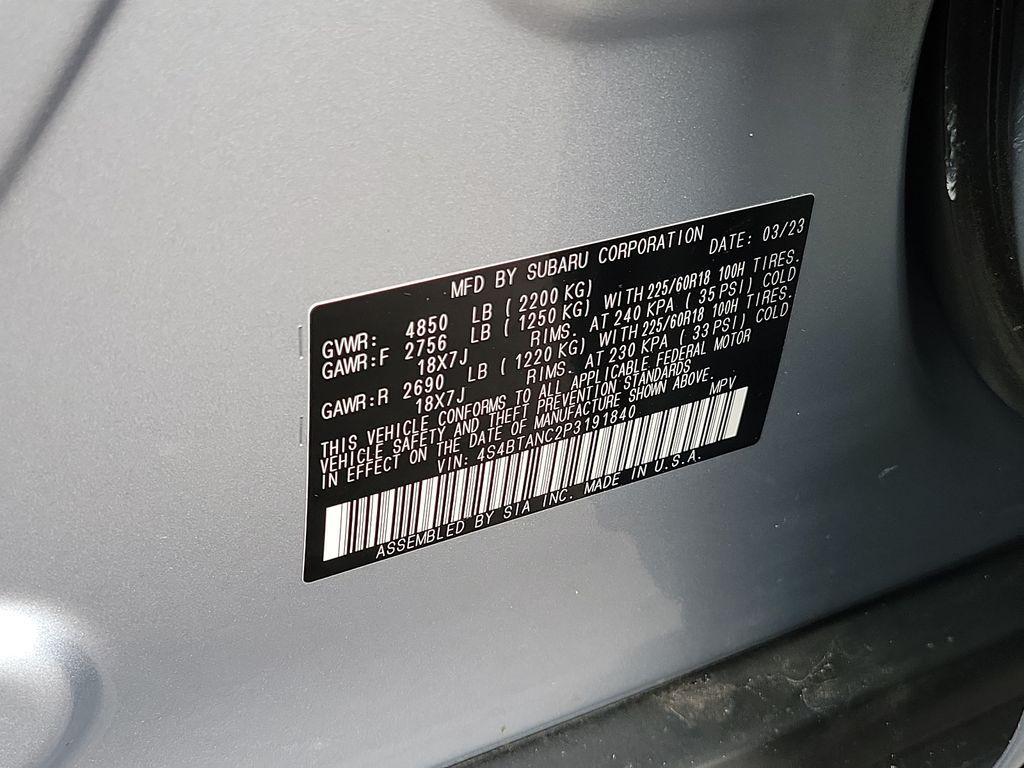 MFD BY SUBARU CORPORATION DATE: 03/23
GVWR: 4850 LB ( 2200 KG)
GAWR:F 2756 LB ( 1250 KG) WITH 225/60R18 100H TIRES.
18X7J RIMS. AT 240 KPA ( 35 PSI) COLD
GAWR:R 2690 LB ( 1220 KG) WITH 225/60R18 100H TIRES.
18X7J RIMS. AT 230 KPA ( 33 PSI) COLD
THIS VEHICLE CONFORMS TO ALL APPLICABLE FEDERAL MOTOR
VEHICLE SAFETY AND THEFT PREVENTION STANDARDS
IN EFFECT ON THE DATE OF MANUFACTURE SHOWN ABOVE.
VIN: 4S4BTANC2P3191840 MPV
ASSEMBLED BY SIA INC. MADE IN U.S.A.